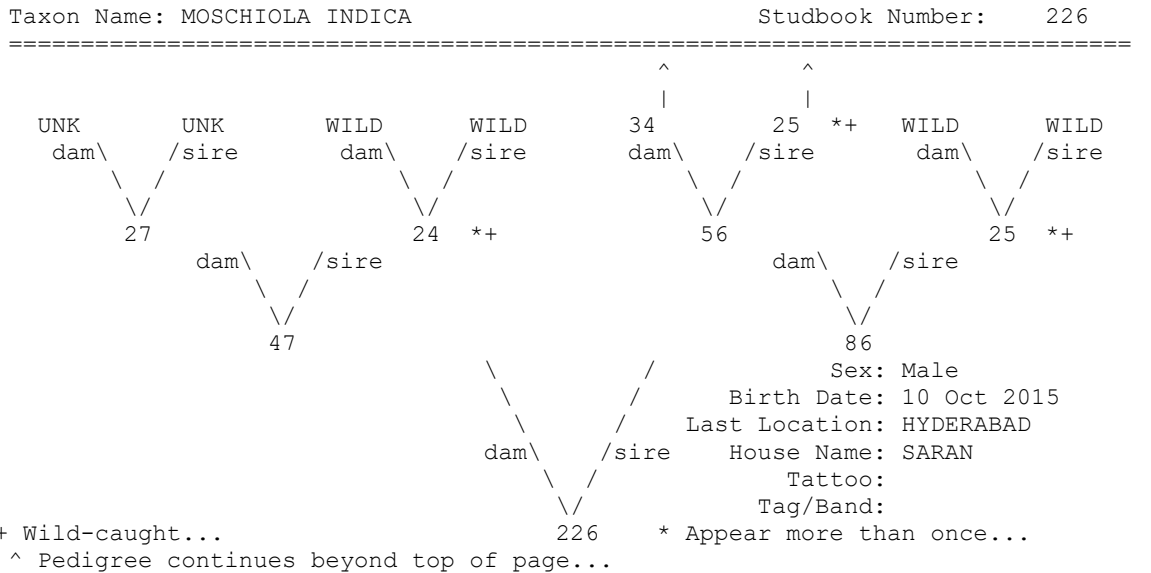 Taxon Name: MOSCHIOLA INDICA Studbook Number: 226
==============================================================================
^ ^
| |
UNK UNK WILD WILD 34 25 *+ WILD WILD
dam\ /sire dam\ /sire dam\ /sire dam\ /sire
\ / \ / \ / \ /
\/ \/ \/ \/
27 24 *+ 56 25 *+
dam\ /sire dam\ /sire
\ / \ /
\/ \/
47 86
\ / Sex: Male
\ / Birth Date: 10 Oct 2015
\ / Last Location: HYDERABAD
dam\ /sire House Name: SARAN
\ / Tattoo:
\/ Tag/Band:
+ Wild-caught... 226 * Appear more than once...
^ Pedigree continues beyond top of page...